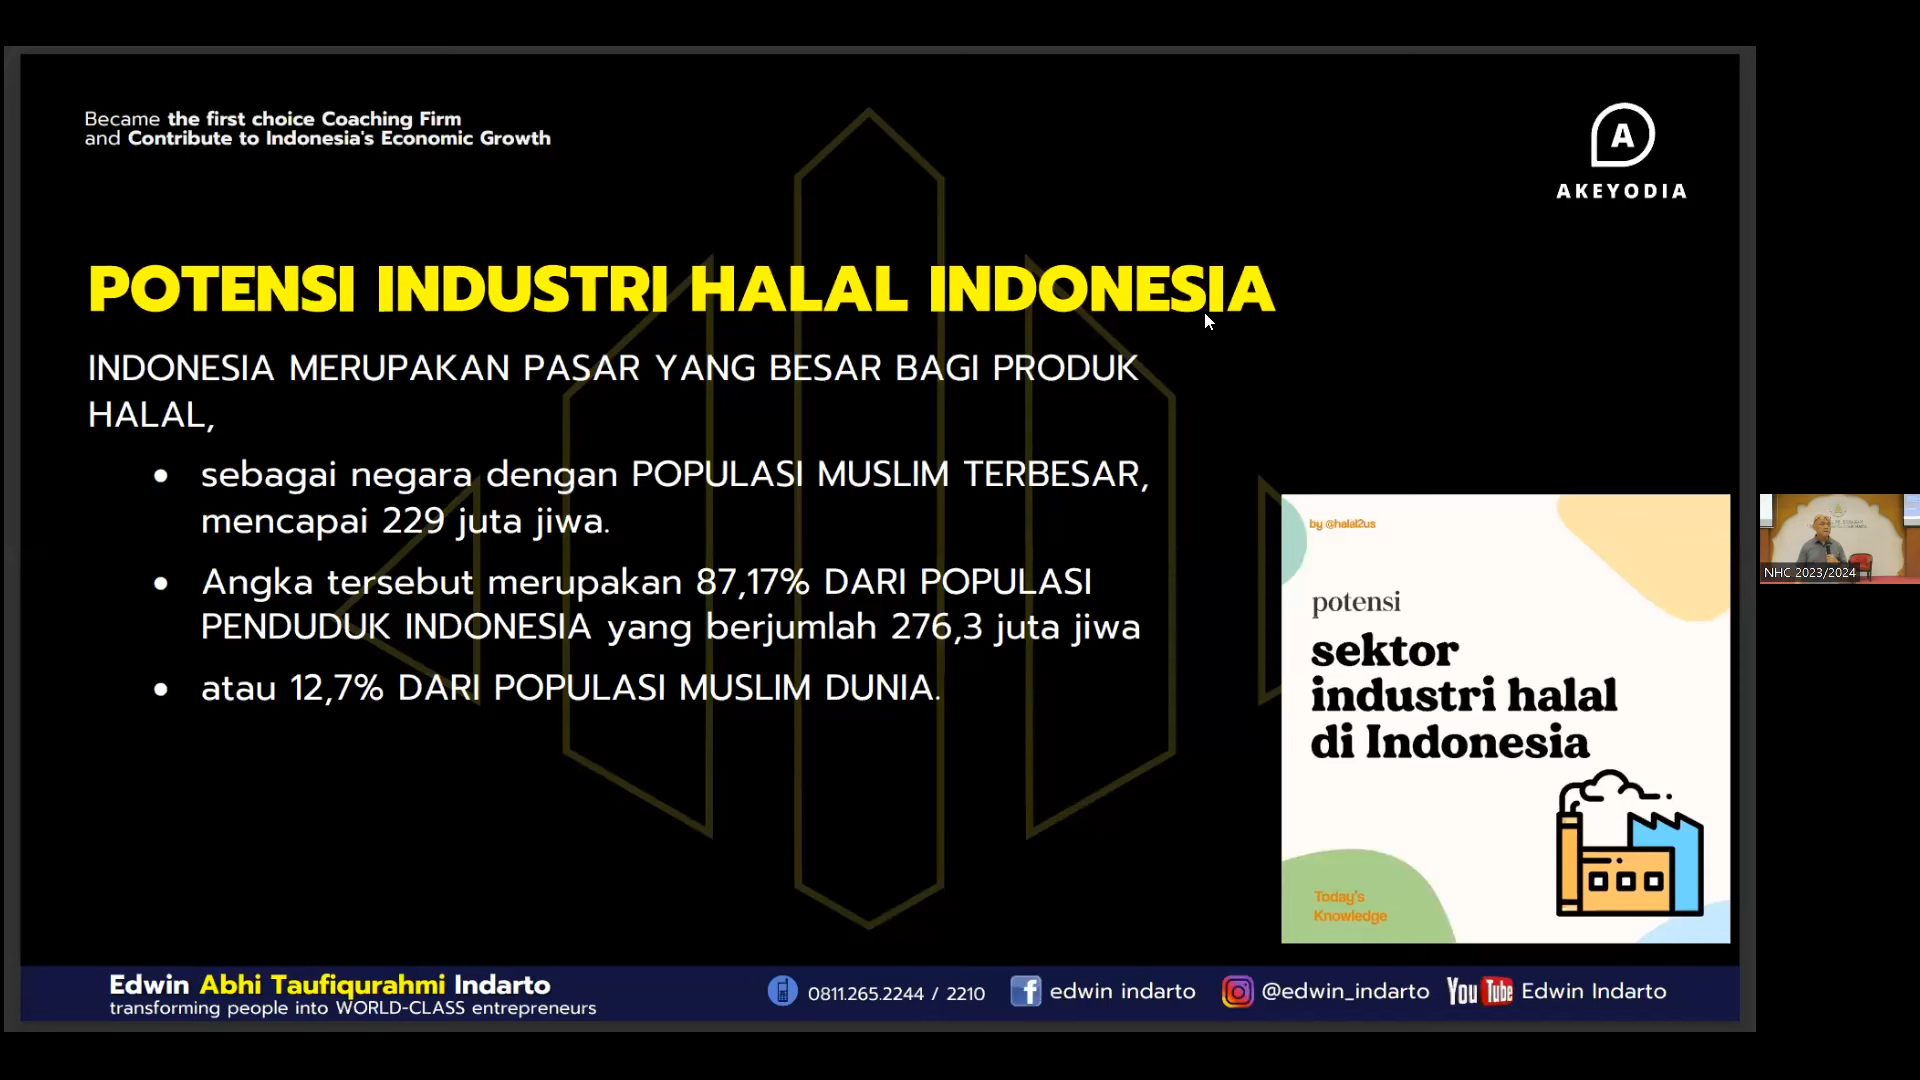 Became the first choice Coaching Firm
and Contribute to Indonesia's Economic Growth
A
AKEYODIA
POTENSI INDUSTRI HALAL INDONESIA
INDONESIA MERUPAKAN PASAR YANG BESAR BAGI PRODUK
HALAL,
• sebagai negara dengan POPULASI MUSLIM TERBESAR,
mencapai 229 juta jiwa.
• Angka tersebut merupakan 87,17% DARI POPULASI
PENDUDUK INDONESIA yang berjumlah 276,3 juta jiwa
• atau 12,7% DARI POPULASI MUSLIM DUNIA.
by @halal2us
potensi
sektor
industri halal
di Indonesia
Today's
Knowledge
NHC 2023/2024
Edwin Abhi Taufiqurahmi Indarto
transforming people into WORLD-CLASS entrepreneurs
0811.265.2244 / 2210
f edwin indarto
@edwin_indarto
You Tube Edwin Indarto